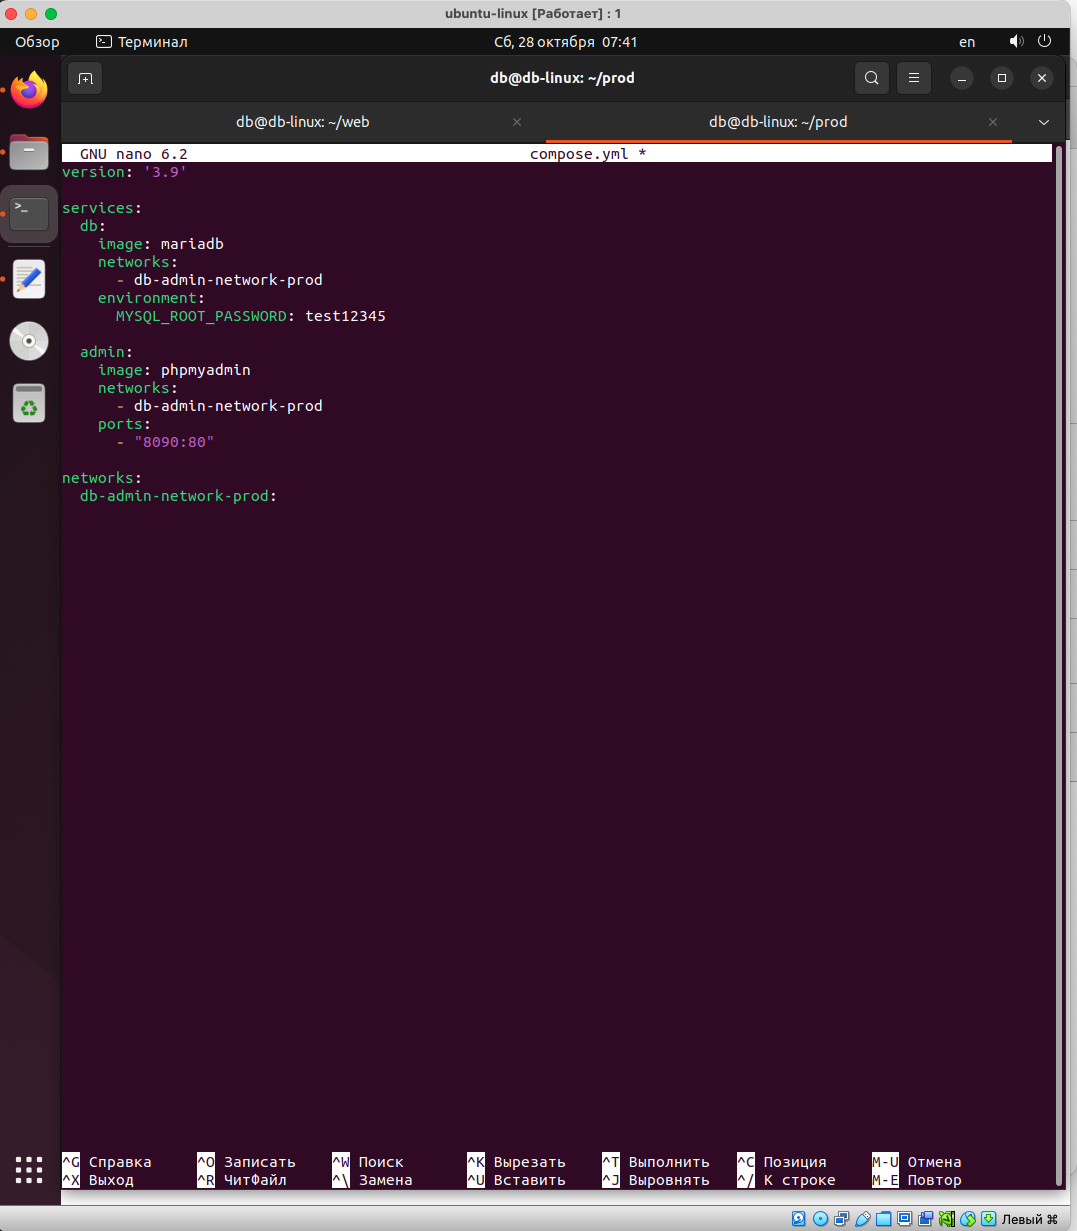 ubuntu-linux [Работает] : 1
Обзор Терминал Сб, 28 октября 07:41 en
db@db-linux: ~/prod
db@db-linux: ~/web db@db-linux: ~/prod
GNU nano 6.2 compose.yml *
version: '3.9'
services:
db:
image: mariadb
networks:
- db-admin-network-prod
environment:
MYSQL_ROOT_PASSWORD: test12345
admin:
image: phpmyadmin
networks:
- db-admin-network-prod
ports:
- "8090:80"
networks:
db-admin-network-prod:
^G Справка ^O Записать ^W Поиск ^K Вырезать ^T Выполнить ^C Позиция M-U Отмена
^X Выход ^R ЧитФайл ^\ Замена ^U Вставить ^J Выровнять ^/ К строке M-E Повтор
Левый ⌘